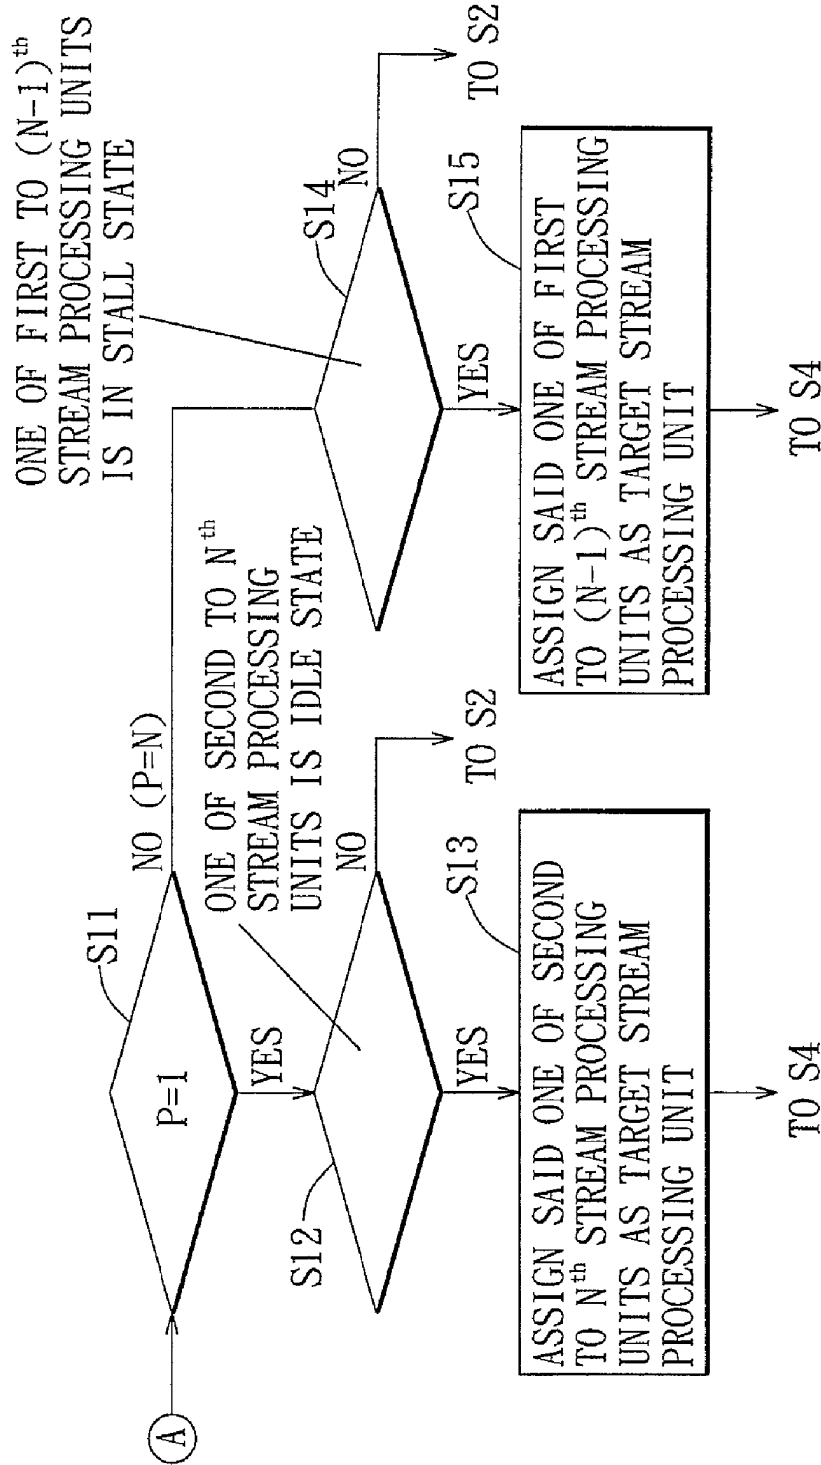 A
P=1
S11
NO (P=N)
YES
S12
ONE OF SECOND TO Nᵗʰ
STREAM PROCESSING
UNITS IS IDLE STATE
NO
TO S2
YES
S13
ASSIGN SAID ONE OF SECOND
TO Nᵗʰ STREAM PROCESSING
UNITS AS TARGET STREAM
PROCESSING UNIT
TO S4
ONE OF FIRST TO (N-1)ᵗʰ
STREAM PROCESSING UNITS
IS IN STALL STATE
S14
NO
TO S2
YES
S15
ASSIGN SAID ONE OF FIRST
TO (N-1)ᵗʰ STREAM PROCESSING
UNITS AS TARGET STREAM
PROCESSING UNIT
TO S4